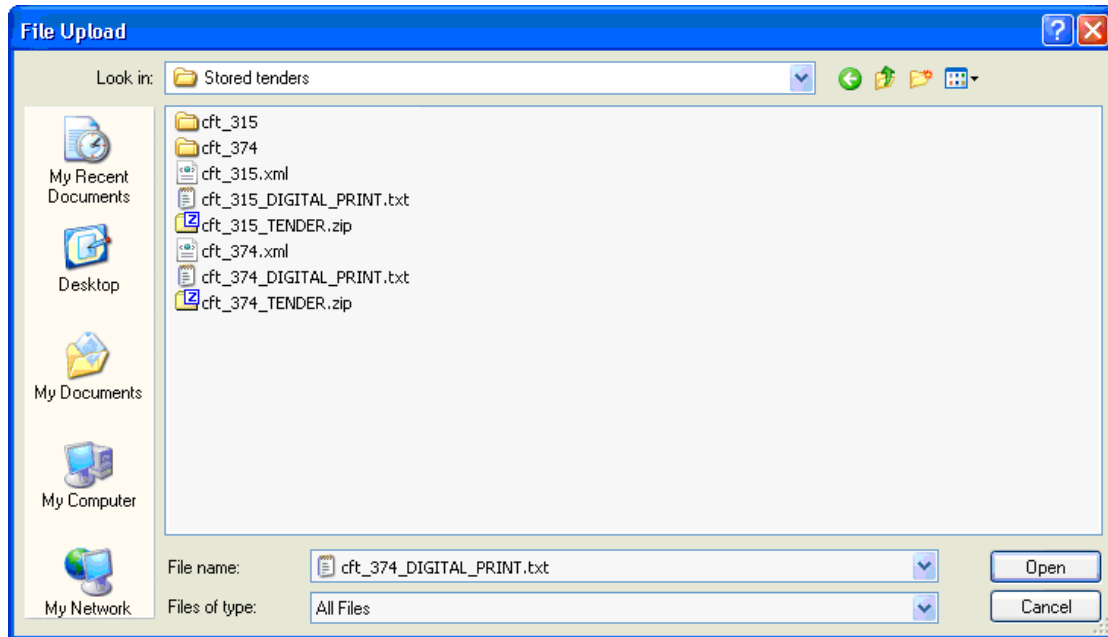 File Upload
Look in: Stored tenders
My Recent
Documents
Desktop
My Documents
My Computer
My Network
cft_315
cft_374
cft_315.xml
cft_315_DIGITAL_PRINT.txt
cft_315_TENDER.zip
cft_374.xml
cft_374_DIGITAL_PRINT.txt
cft_374_TENDER.zip
File name: cft_374_DIGITAL_PRINT.txt Open
Files of type: All Files Cancel